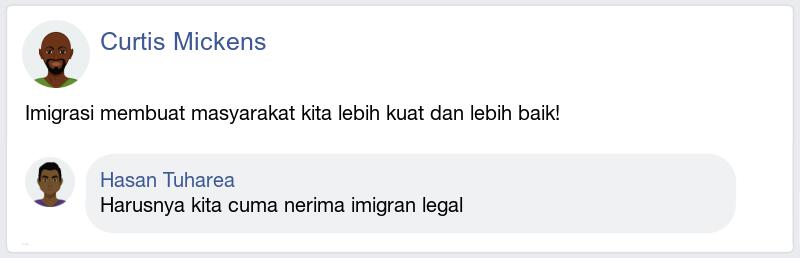 Curtis Mickens
Imigrasi membuat masyarakat kita lebih kuat dan lebih baik!
Hasan Tuharea
Harusnya kita cuma nerima imigran legal